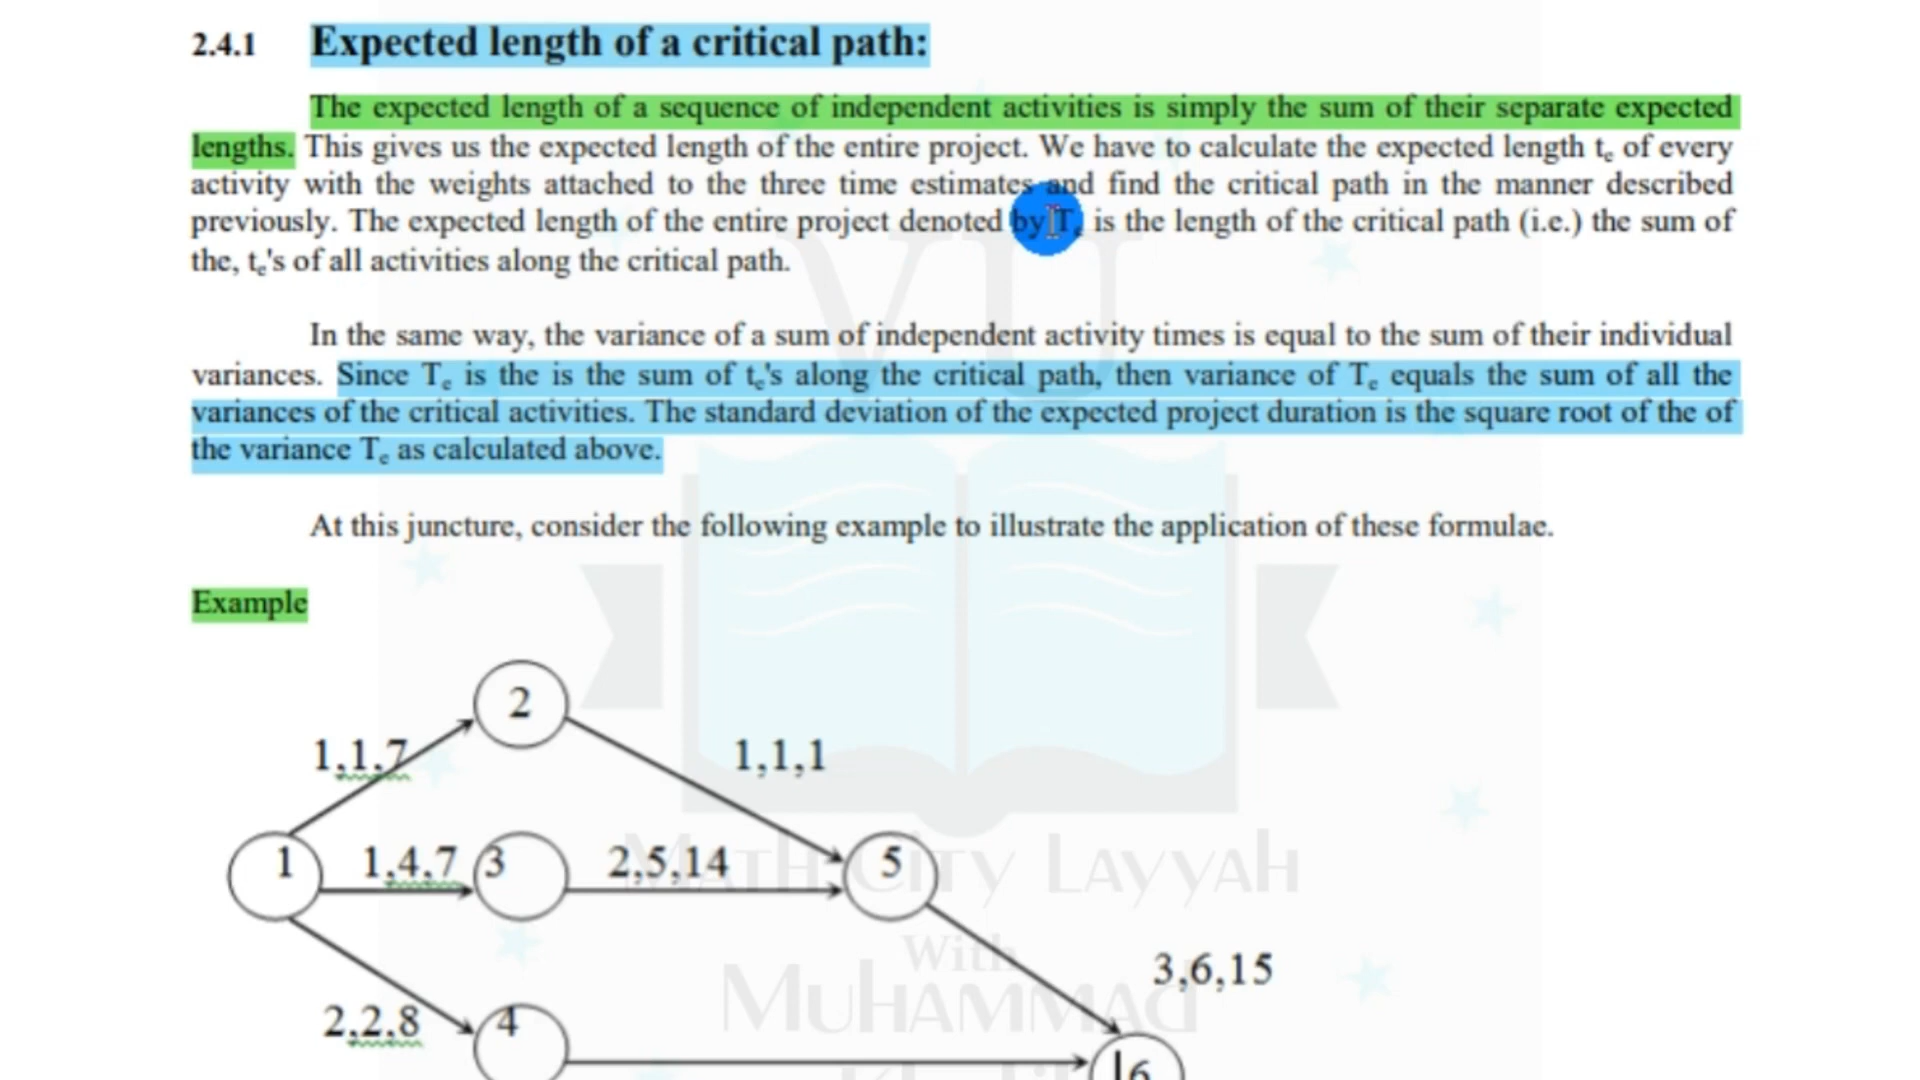 2.4.1 Expected length of a critical path:
The expected length of a sequence of independent activities is simply the sum of their separate expected
lengths. This gives us the expected length of the entire project. We have to calculate the expected length te of every
activity with the weights attached to the three time estimates and find the critical path in the manner described
previously. The expected length of the entire project denoted by Te is the length of the critical path (i.e.) the sum of
the, te's of all activities along the critical path.
In the same way, the variance of a sum of independent activity times is equal to the sum of their individual
variances. Since Te is the is the sum of te's along the critical path, then variance of Te equals the sum of all the
variances of the critical activities. The standard deviation of the expected project duration is the square root of the of
the variance Te as calculated above.
At this juncture, consider the following example to illustrate the application of these formulae.
Example
2
1,1,7
1,1,1
1
1,4,7
3
2,5,14
5
3,6,15
2,2,8
4
6
VU
Math City Layyah
With
Muhammad